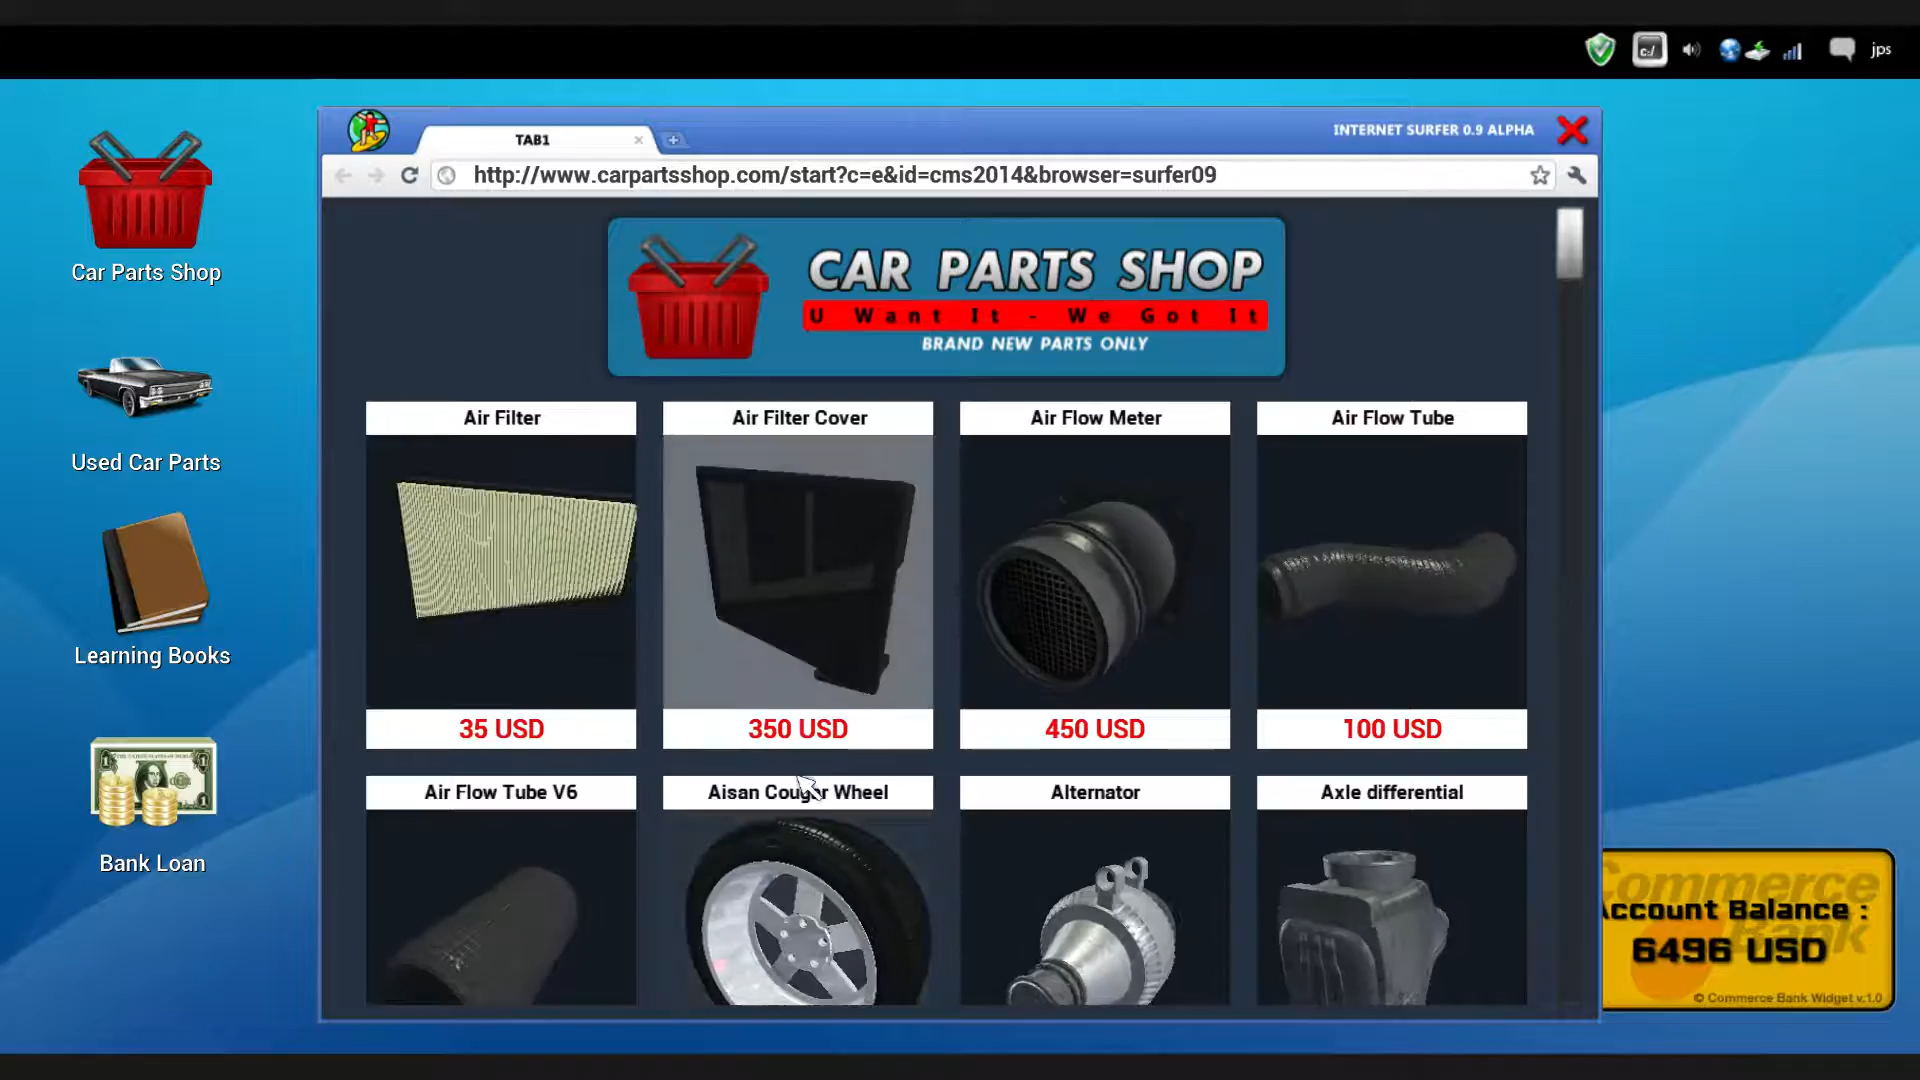 jps
TAB1
INTERNET SURFER 0.9 ALPHA
http://www.carpartsshop.com/start?c=e&id=cms2014&browser=surfer09
Car Parts Shop
Used Car Parts
Learning Books
Bank Loan
CAR PARTS SHOP
U Want It - We Got It
BRAND NEW PARTS ONLY
Air Filter
Air Filter Cover
Air Flow Meter
Air Flow Tube
35 USD
350 USD
450 USD
100 USD
Air Flow Tube V6
Aisan Couger Wheel
Alternator
Axle differential
Commerce Bank
Account Balance :
6496 USD
© Commerce Bank Widget v.1.0